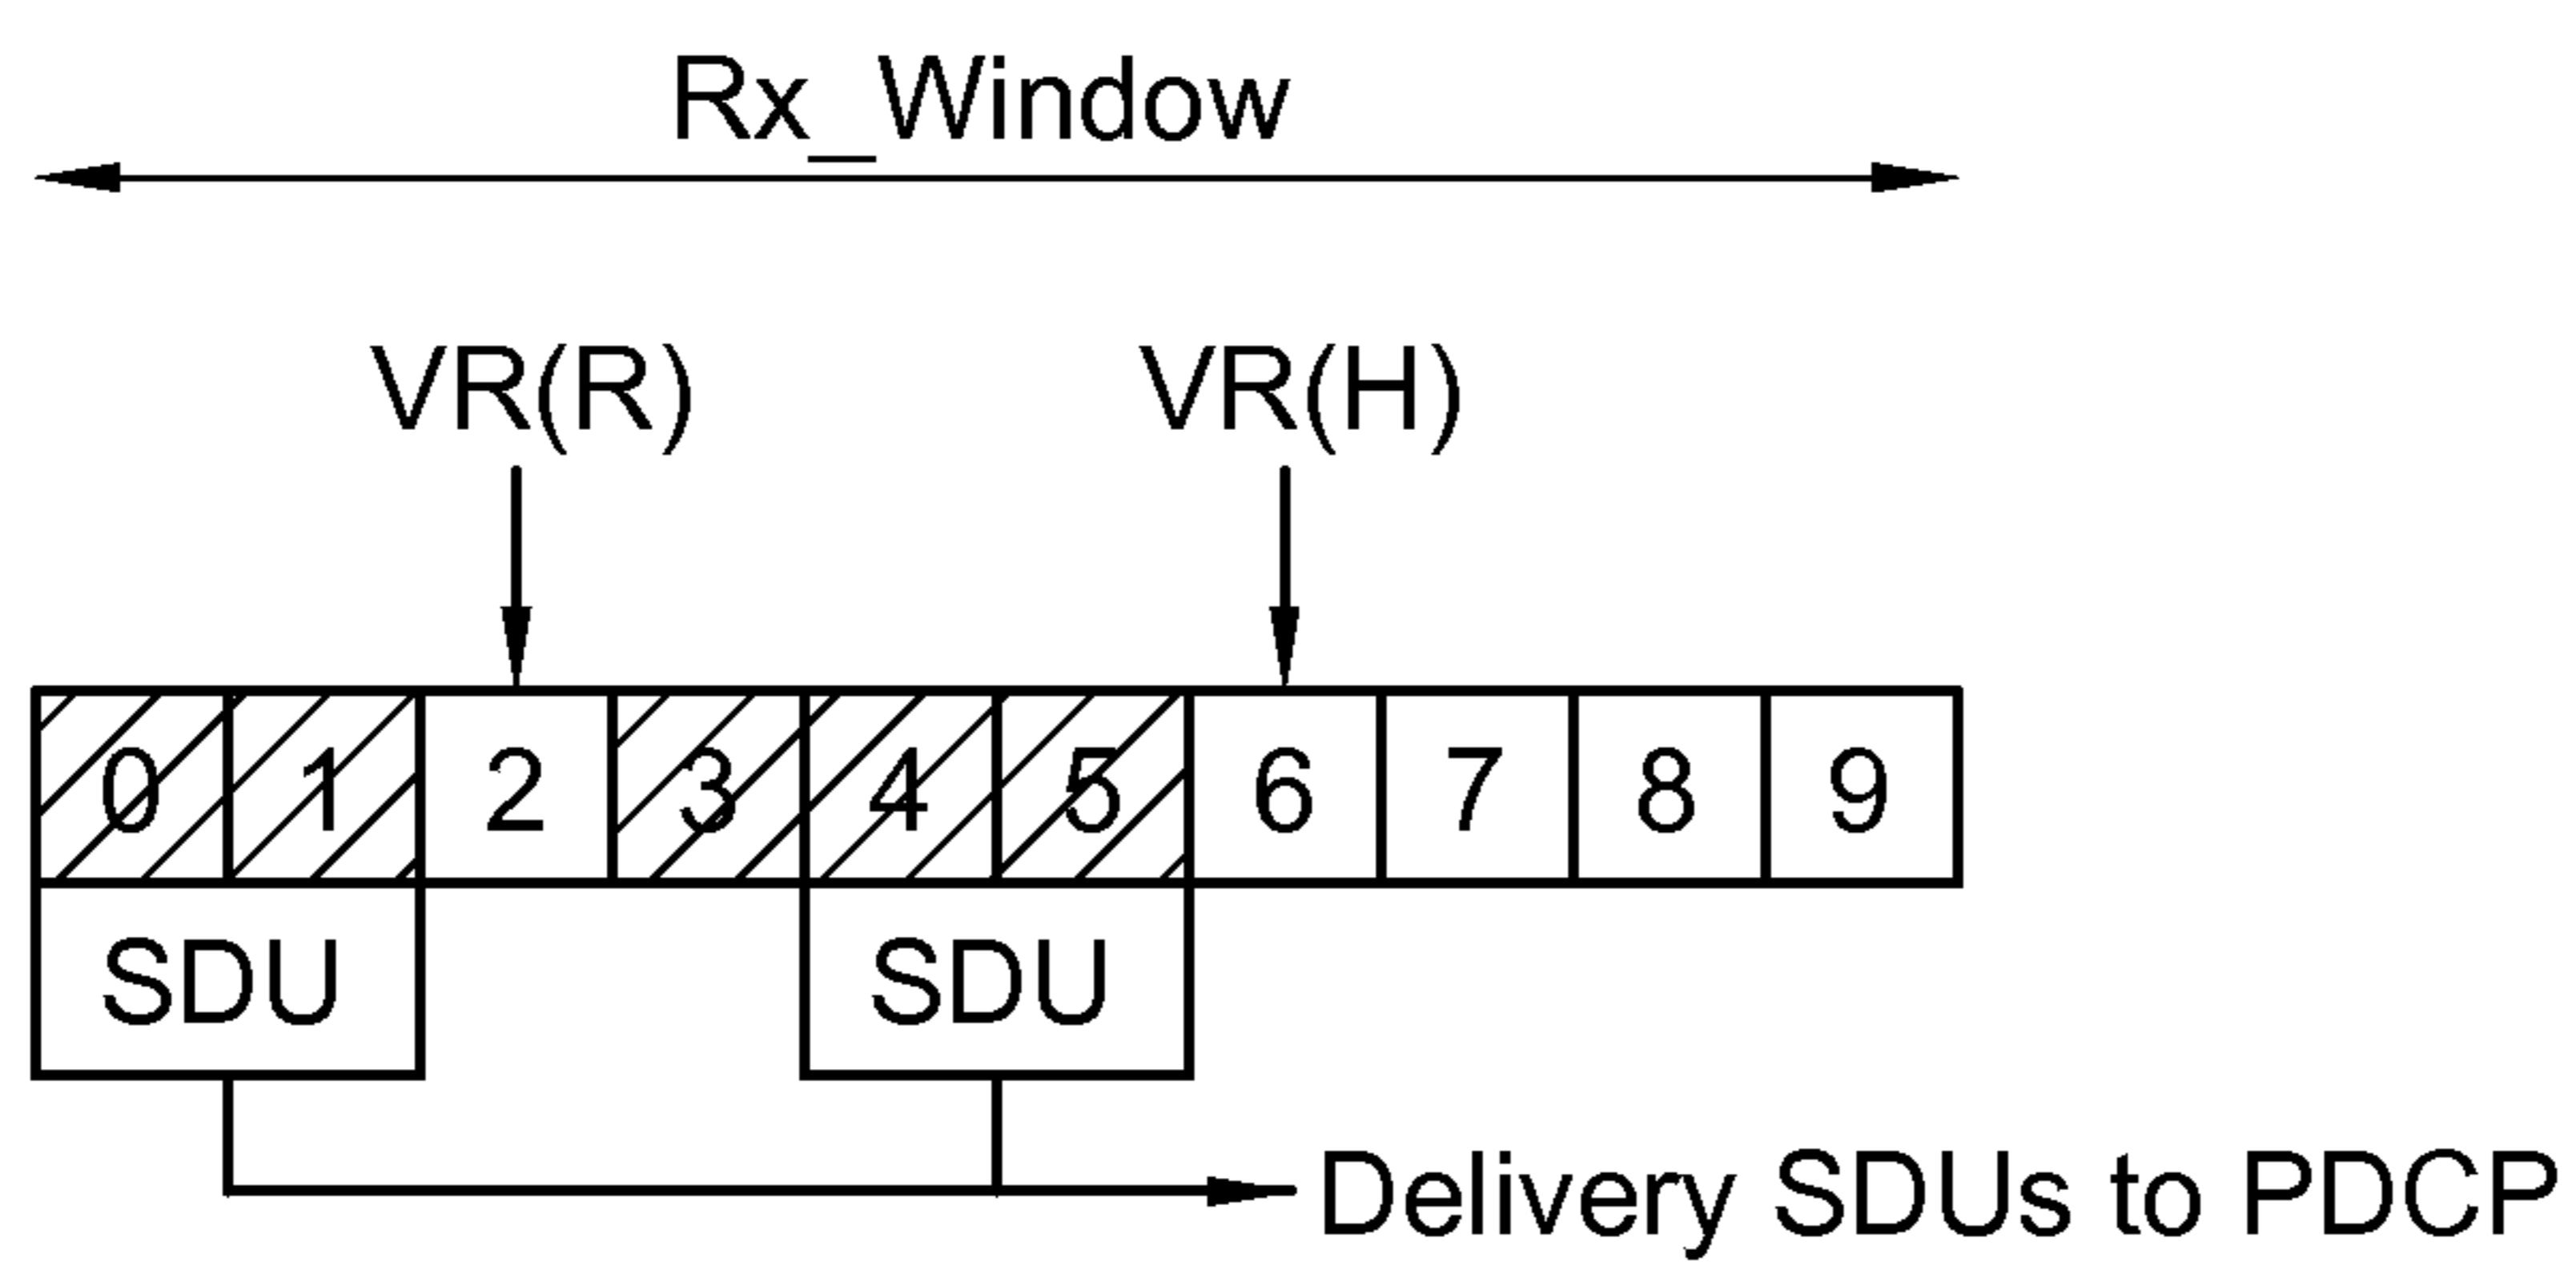 Rx_Window
VR(R) VR(H)
0 1 2 3 4 5 6 7 8 9
SDU SDU
Delivery SDUs to PDCP